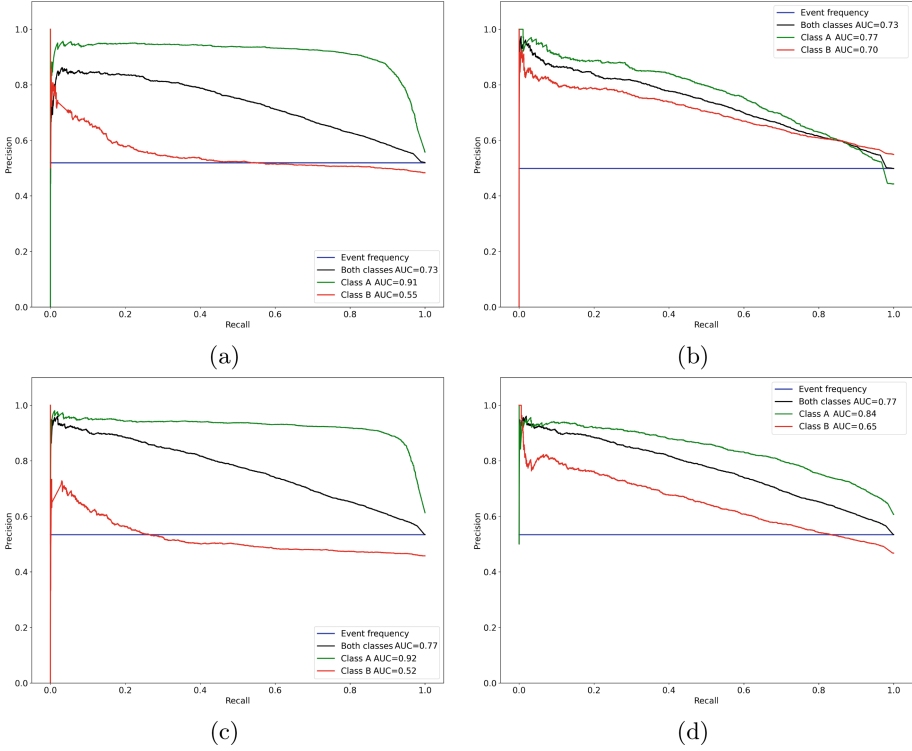 1.0
0.8
0.6
0.4
0.2
0.0
Precision
Event frequency
Both classes AUC=0.73
Class A AUC=0.91
Class B AUC=0.55
0.0 0.2 0.4 0.6 0.8 1.0
Recall
(a)
1.0
0.8
0.6
0.4
0.2
0.0
Precision
Event frequency
Both classes AUC=0.73
Class A AUC=0.77
Class B AUC=0.70
0.0 0.2 0.4 0.6 0.8 1.0
Recall
(b)
1.0
0.8
0.6
0.4
0.2
0.0
Precision
Event frequency
Both classes AUC=0.77
Class A AUC=0.92
Class B AUC=0.52
0.0 0.2 0.4 0.6 0.8 1.0
Recall
(c)
1.0
0.8
0.6
0.4
0.2
0.0
Precision
Event frequency
Both classes AUC=0.77
Class A AUC=0.84
Class B AUC=0.65
0.0 0.2 0.4 0.6 0.8 1.0
Recall
(d)